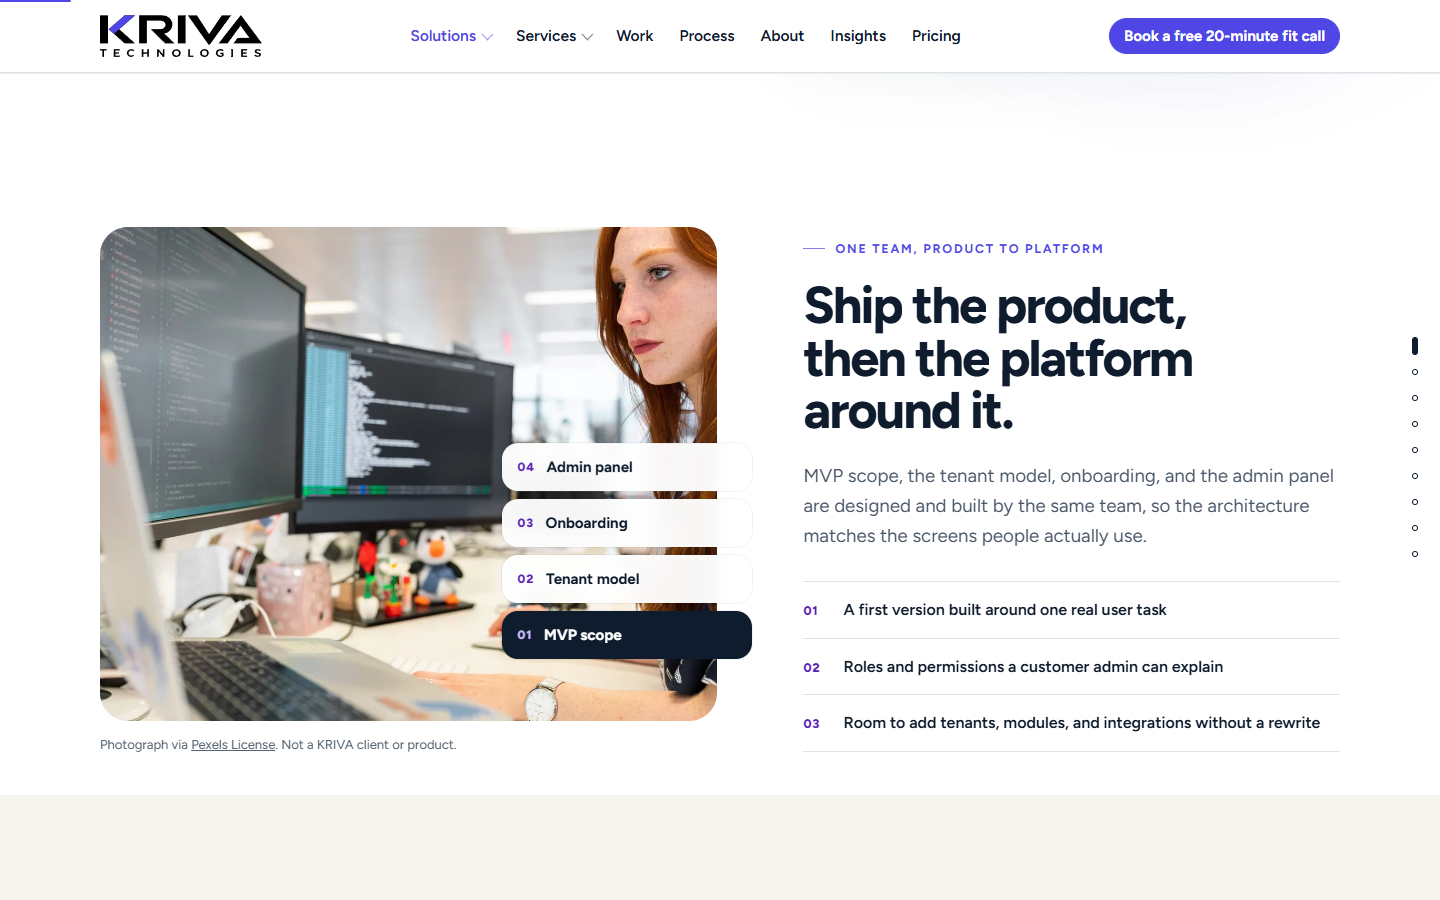 KRIVA
TECHNOLOGIES
Solutions
Services
Work
Process
About
Insights
Pricing
Book a free 20-minute fit call
04 Admin panel
03 Onboarding
02 Tenant model
01 MVP scope
Photograph via Pexels License. Not a KRIVA client or product.
ONE TEAM, PRODUCT TO PLATFORM
Ship the product,
then the platform
around it.
MVP scope, the tenant model, onboarding, and the admin panel
are designed and built by the same team, so the architecture
matches the screens people actually use.
01 A first version built around one real user task
02 Roles and permissions a customer admin can explain
03 Room to add tenants, modules, and integrations without a rewrite